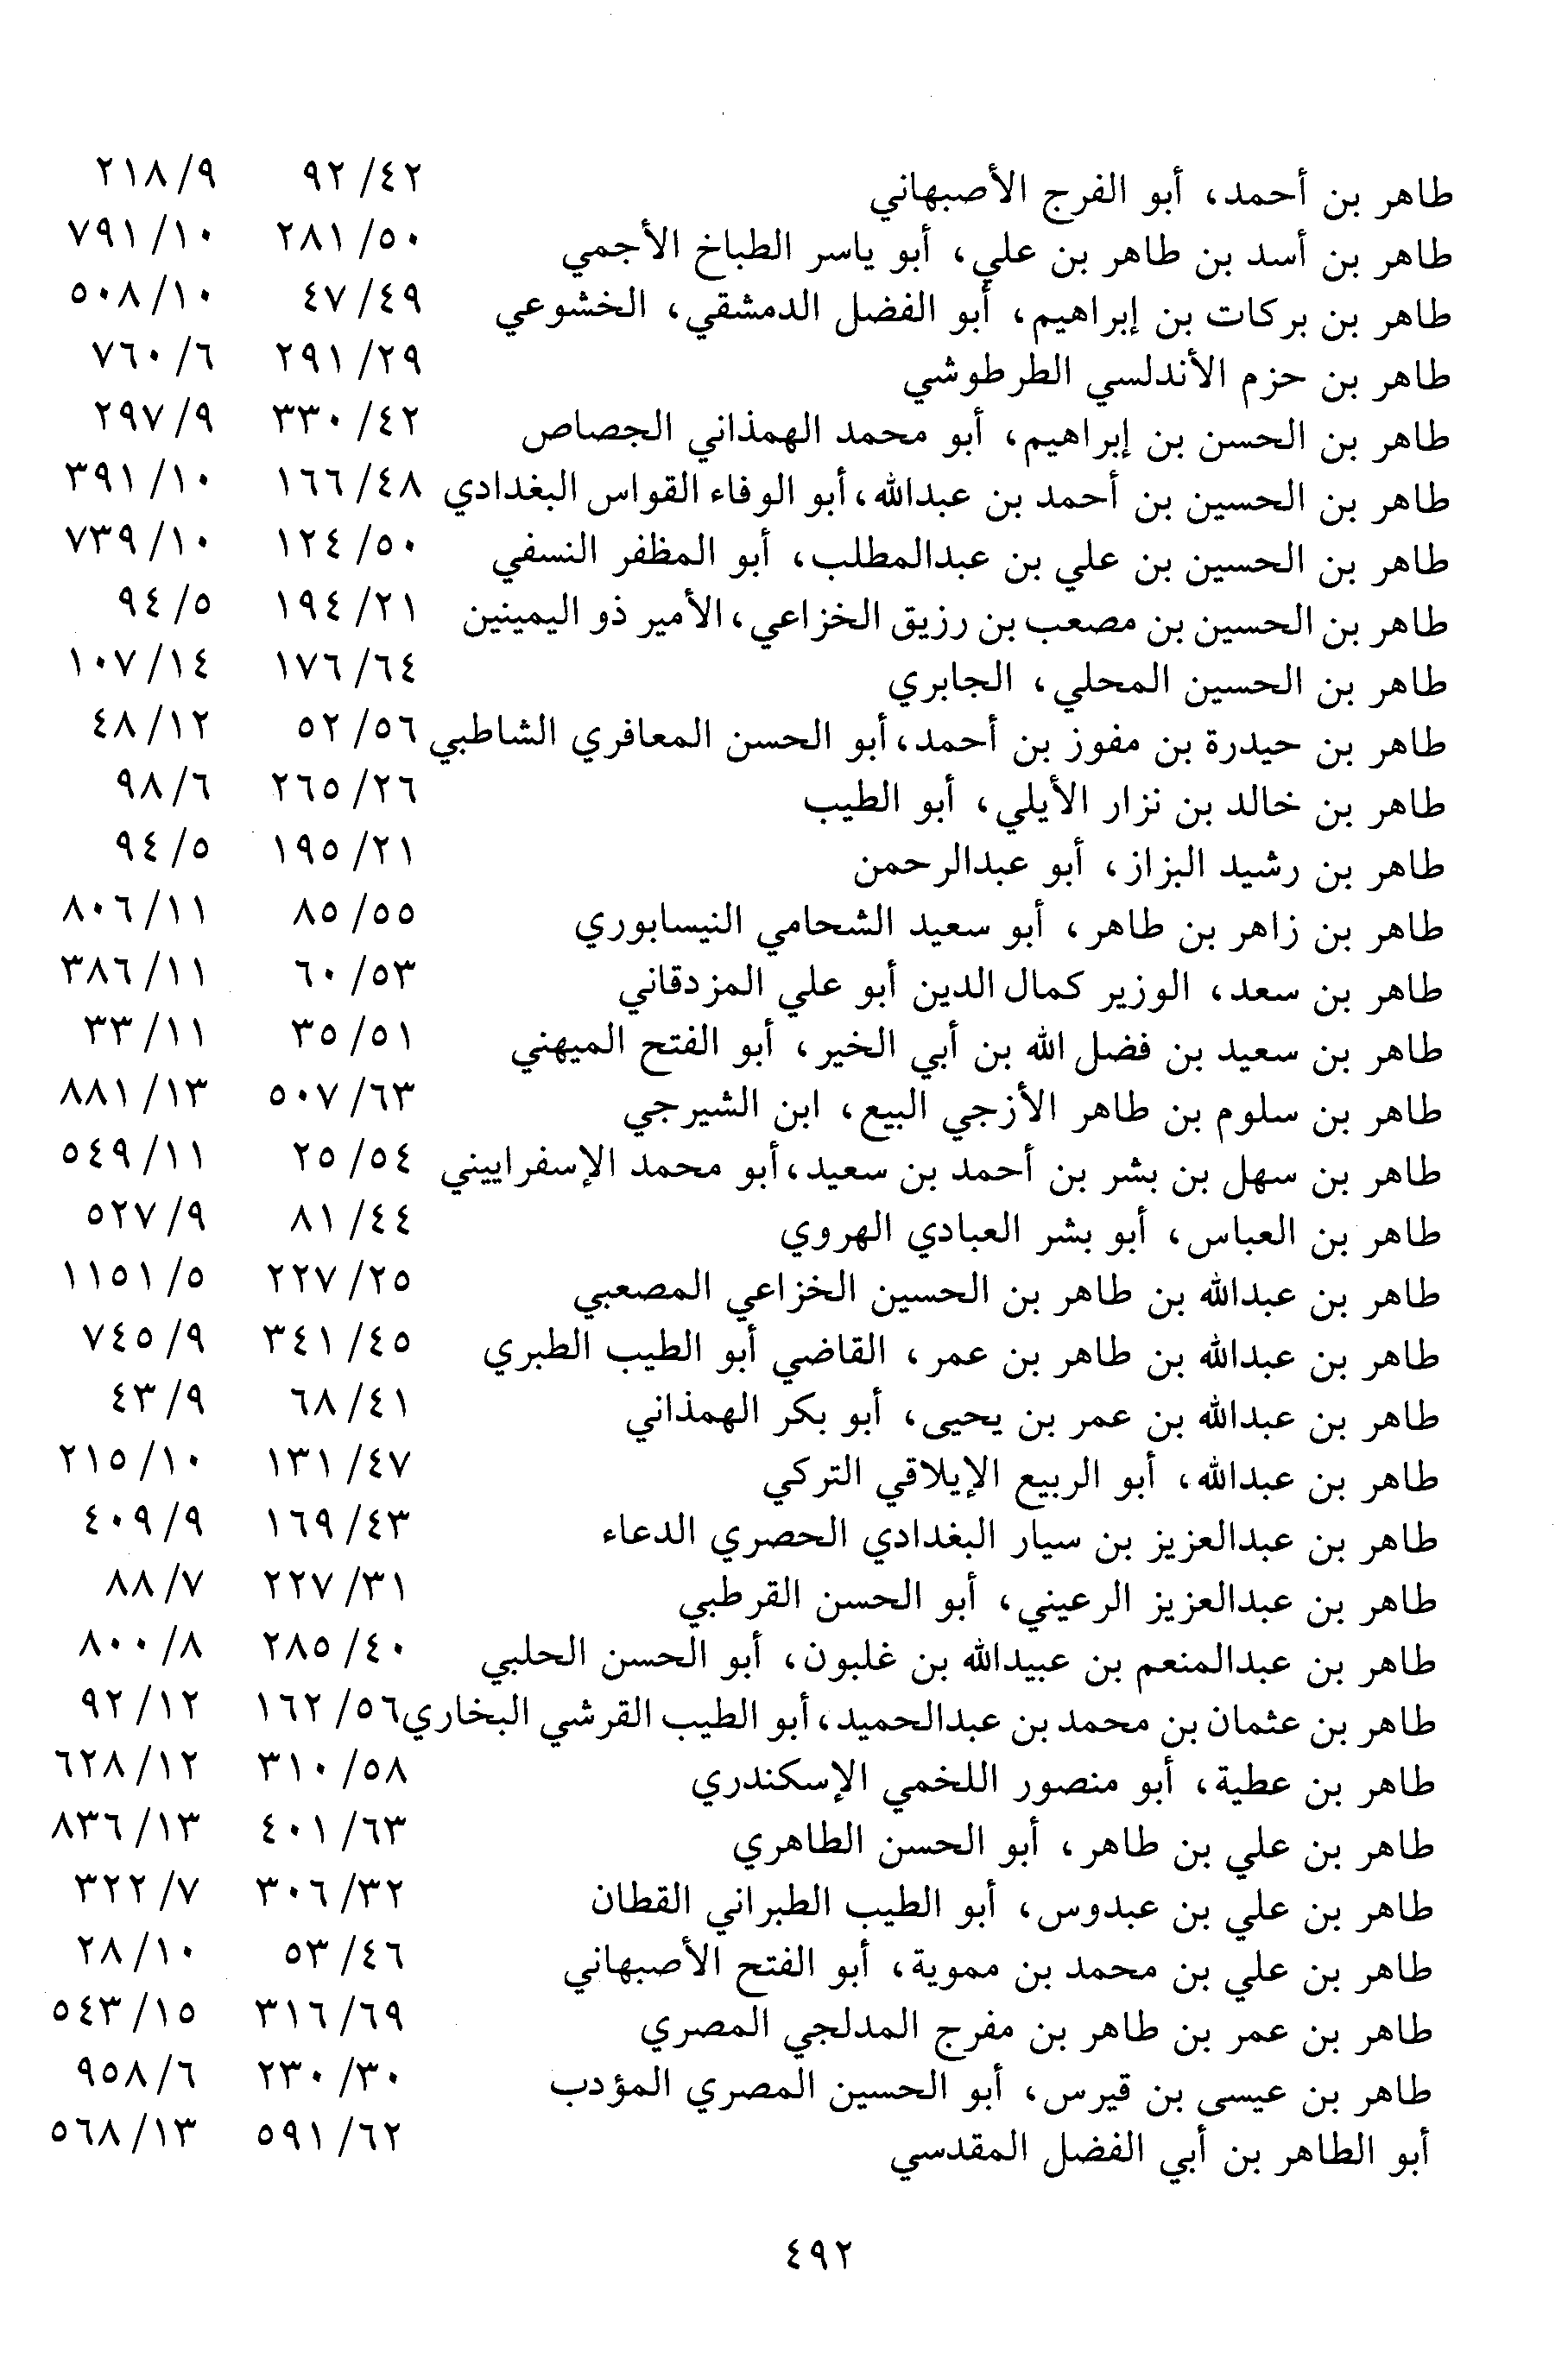 طاهر بن أحمد، أبو الفرج الأصبهاني ٤٢/ ٩٢ ٩/ ٢١٨
طاهر بن أسد بن طاهر بن علي، أبو ياسر الطباخ الأجمي ٥٠/ ٢٨١ ١٠/ ٧٩١
طاهر بن بركات بن إبراهيم، أبو الفضل الدمشقي، الخشوعي ٤٩/ ٤٧ ١٠/ ٥٠٨
طاهر بن حزم الأندلسي الطرطوشي ٢٩/ ٢٩١ ٦/ ٧٦٠
طاهر بن الحسن بن إبراهيم، أبو محمد الهمذاني الجصاص ٤٢/ ٣٣٠ ٩/ ٢٩٧
طاهر بن الحسين بن أحمد بن عبدالله، أبو الوفاء القواس البغدادي ٤٨/ ١٦٦ ١٠/ ٣٩١
طاهر بن الحسين بن علي بن عبدالمطلب، أبو المظفر النسفي ٥٠/ ١٢٤ ١٠/ ٧٣٩
طاهر بن الحسين بن مصعب بن رزيق الخزاعي، الأمير ذو اليمينين ٢١/ ١٩٤ ٥/ ٩٤
طاهر بن الحسين المحلي، الجابري ٦٤/ ١٧٦ ١٤/ ١٠٧
طاهر بن حيدرة بن مفوز بن أحمد، أبو الحسن المعافري الشاطبي ٥٦/ ٥٢ ١٢/ ٤٨
طاهر بن خالد بن نزار الأيلي، أبو الطيب ٢٦/ ٢٦٥ ٦/ ٩٨
طاهر بن رشيد البزاز، أبو عبدالرحمن ٢١/ ١٩٥ ٥/ ٩٤
طاهر بن زاهر بن طاهر، أبو سعيد الشحامي النيسابوري ٥٥/ ٨٥ ١١/ ٨٠٦
طاهر بن سعد، الوزير كمال الدين أبو علي المزدقاني ٥٣/ ٦٠ ١١/ ٣٨٦
طاهر بن سعيد بن فضل الله بن أبي الخير، أبو الفتح الميهني ٥١/ ٣٥ ١١/ ٣٣
طاهر بن سلوم بن طاهر الأزجي البيع، ابن الشيرجي ٦٣/ ٥٠٧ ١٣/ ٨٨١
طاهر بن سهل بن بشر بن أحمد بن سعيد، أبو محمد الإسفراييني ٥٤/ ٢٥ ١١/ ٥٤٩
طاهر بن العباس، أبو بشر العبادي الهروي ٤٤/ ٨١ ٩/ ٥٢٧
طاهر بن عبدالله بن طاهر بن الحسين الخزاعي المصعبي ٢٥/ ٢٢٧ ٥/ ١١٥١
طاهر بن عبدالله بن طاهر بن عمر، القاضي أبو الطيب الطبري ٤٥/ ٣٤١ ٩/ ٧٤٥
طاهر بن عبدالله بن عمر بن يحيى، أبو بكر الهمذاني ٤١/ ٦٨ ٩/ ٤٣
طاهر بن عبدالله، أبو الربيع الإيلاقي التركي ٤٧/ ١٣١ ١٠/ ٢١٥
طاهر بن عبدالعزيز بن سيار البغدادي الحصري الدعاء ٤٣/ ١٦٩ ٩/ ٤٠٩
طاهر بن عبدالعزيز الرعيني، أبو الحسن القرطبي ٣١/ ٢٢٧ ٧/ ٨٨
طاهر بن عبدالمنعم بن عبيدالله بن غلبون، أبو الحسن الحلبي ٤٠/ ٢٨٥ ٨/ ٨٠٠
طاهر بن عثمان بن محمد بن عبدالحميد، أبو الطيب القرشي البخاري ٥٦/ ١٦٢ ١٢/ ٩٢
طاهر بن عطية، أبو منصور اللخمي الإسكندري ٥٨/ ٣١٠ ١٢/ ٦٢٨
طاهر بن علي بن طاهر، أبو الحسن الطاهري ٦٣/ ٤٠١ ١٣/ ٨٣٦
طاهر بن علي بن عبدوس، أبو الطيب الطبراني القطان ٣٢/ ٣٠٦ ٧/ ٣٢٢
طاهر بن علي بن محمد بن مموية، أبو الفتح الأصبهاني ٤٦/ ٥٣ ١٠/ ٢٨
طاهر بن عمر بن طاهر بن مفرج المدلجي المصري ٦٩/ ٣١٦ ١٥/ ٥٤٣
طاهر بن عيسى بن قيرس، أبو الحسين المصري المؤدب ٣٠/ ٢٣٠ ٦/ ٩٥٨
أبو الطاهر بن أبي الفضل المقدسي ٦٢/ ٥٩١ ١٣/ ٥٦٨
٤٩٢